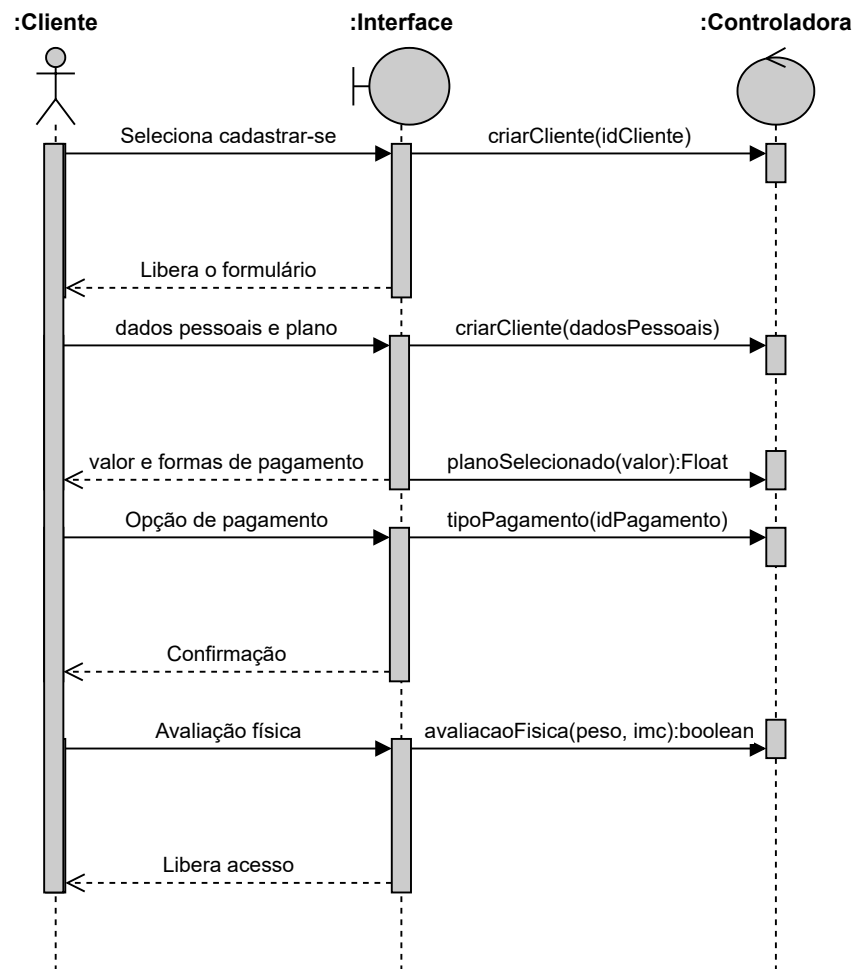 :Cliente
:Interface
:Controladora
Seleciona cadastrar-se
criarCliente(idCliente)
Libera o formulário
dados pessoais e plano
criarCliente(dadosPessoais)
valor e formas de pagamento
planoSelecionado(valor):Float
Opção de pagamento
tipoPagamento(idPagamento)
Confirmação
Avaliação física
avaliacaoFisica(peso, imc):boolean
Libera acesso